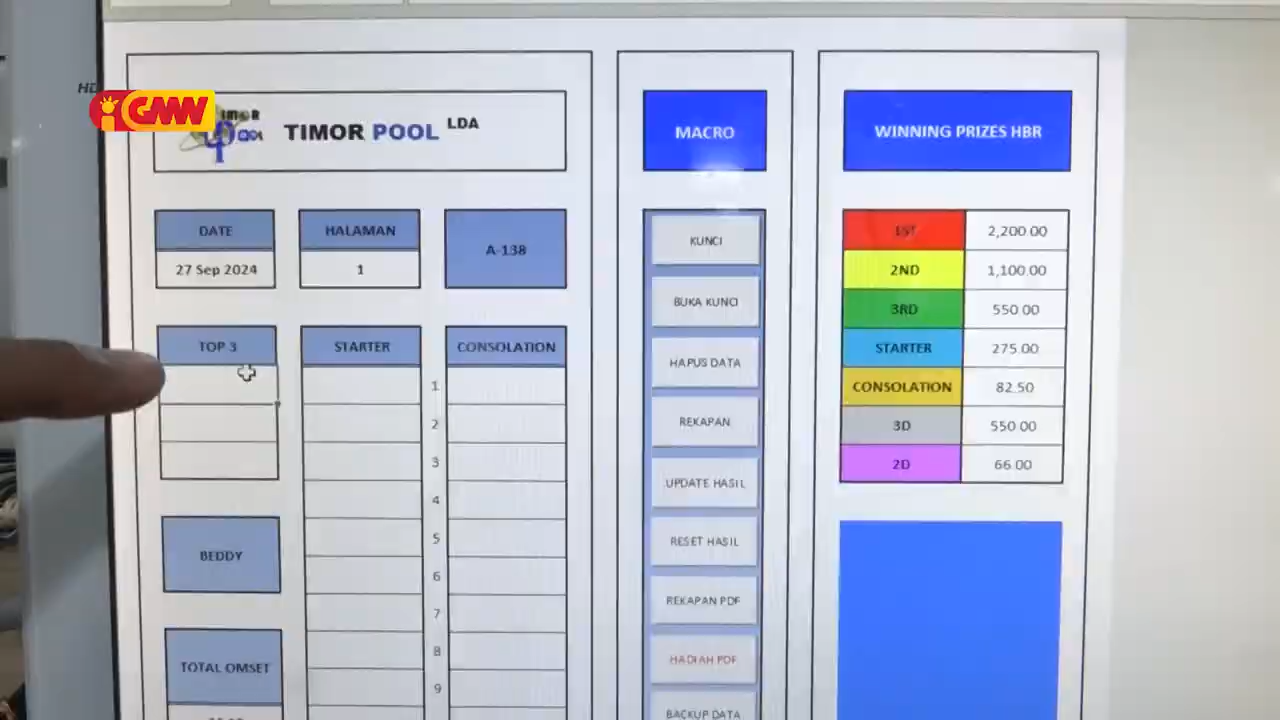 HD
GMW
TIMOR POOL LDA
MACRO
WINNING PRIZES HBR
DATE
HALAMAN
A-138
27 Sep 2024
1
TOP 3
STARTER
CONSOLATION
1
2
3
4
5
6
7
8
9
BEDDY
TOTAL OMSET
KUNCI
BUKA KUNCI
HAPUS DATA
REKAPAN
UPDATE HASIL
RESET HASIL
REKAPAN PDF
HADIAH PDF
BACKUP DATA
1ST 2,200.00
2ND 1,100.00
3RD 550.00
STARTER 275.00
CONSOLATION 82.50
3D 550.00
2D 66.00